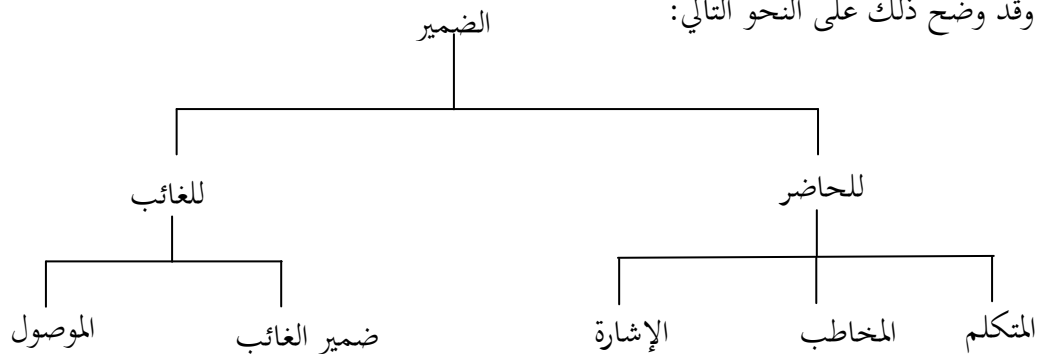 وقد وضح ذلك على النحو التالي:
الضمير
للحاضر
للغائب
المتكلم
المخاطب
الإشارة
ضمير الغائب
الموصول